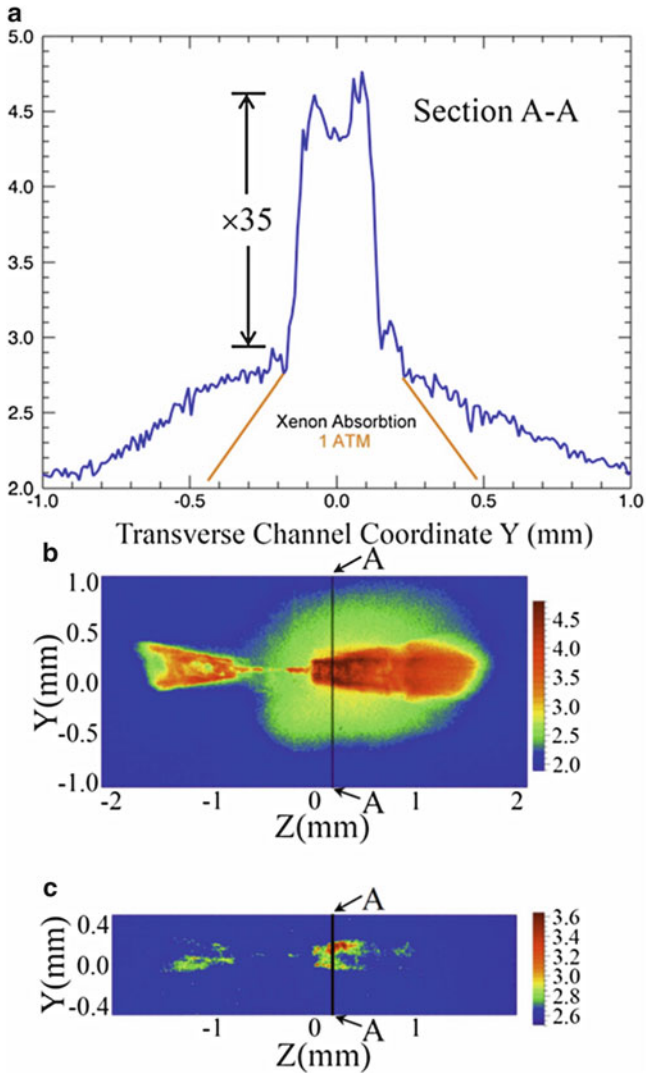 a
5.0
4.5
4.0
3.5
3.0
2.5
2.0
×35
Section A-A
Xenon Absorbtion
1 ATM
-1.0 -0.5 0.0 0.5 1.0
Transverse Channel Coordinate Y (mm)
b
A
1.0
0.5
0.0
-0.5
-1.0
Y(mm)
4.5
4.0
3.5
3.0
2.5
2.0
-2 -1 0 1 2
A
Z(mm)
c
A
0.4
0.0
-0.4
Y(mm)
3.6
3.4
3.2
3.0
2.8
2.6
-1 0 1
A
Z(mm)